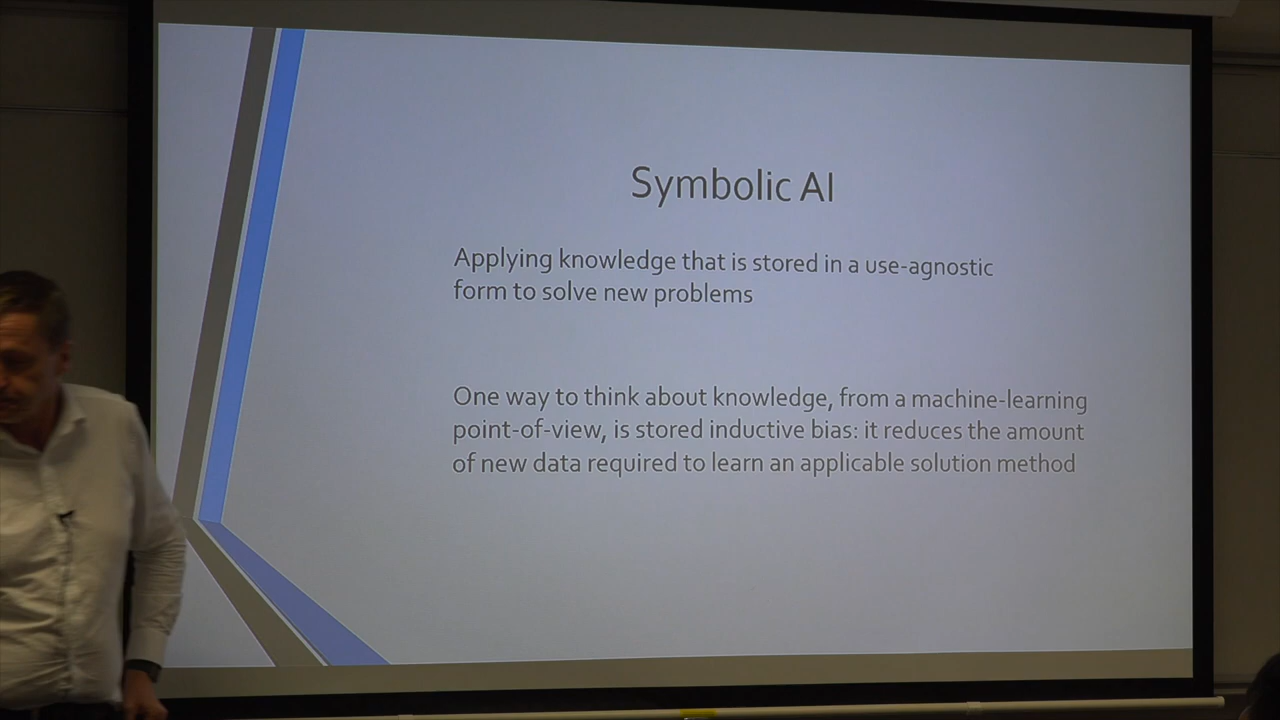 Symbolic AI
Applying knowledge that is stored in a use-agnostic
form to solve new problems
One way to think about knowledge, from a machine-learning
point-of-view, is stored inductive bias: it reduces the amount
of new data required to learn an applicable solution method